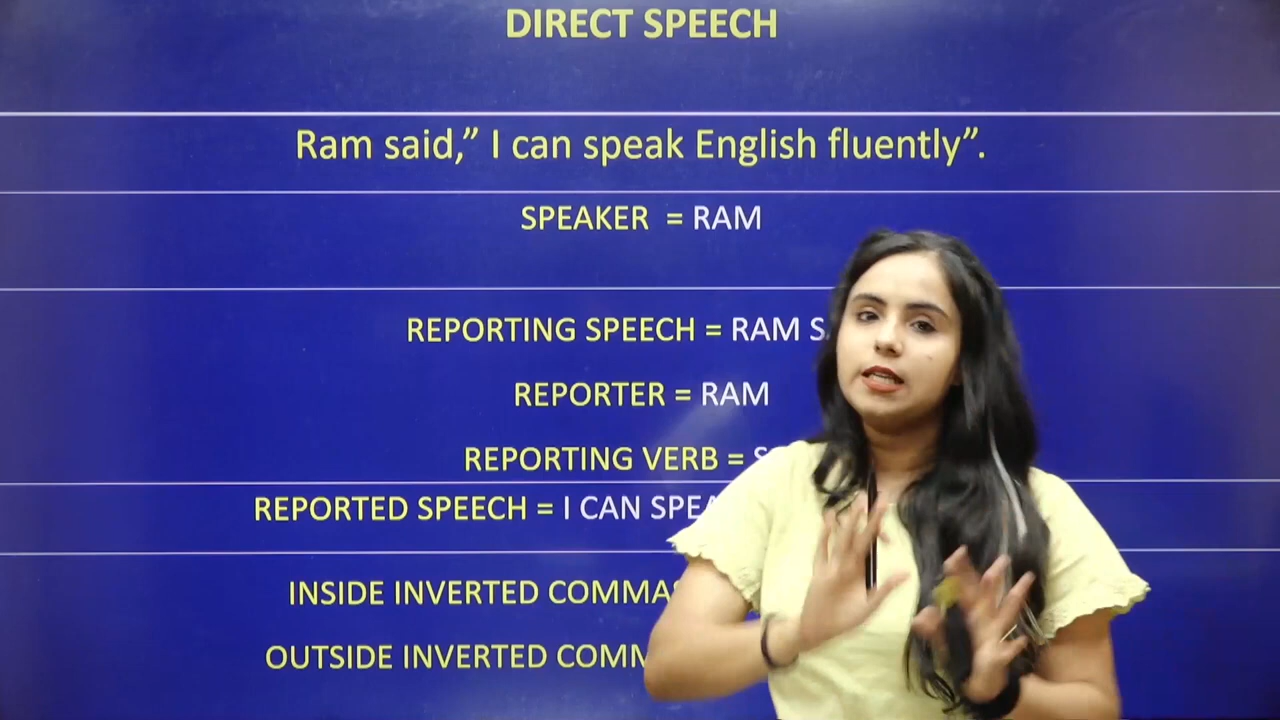 DIRECT SPEECH
Ram said,” I can speak English fluently”.
SPEAKER = RAM
REPORTING SPEECH = RAM
REPORTER = RAM
REPORTING VERB =
REPORTED SPEECH = I CAN
INSIDE INVERTED COMMAS
OUTSIDE INVERTED